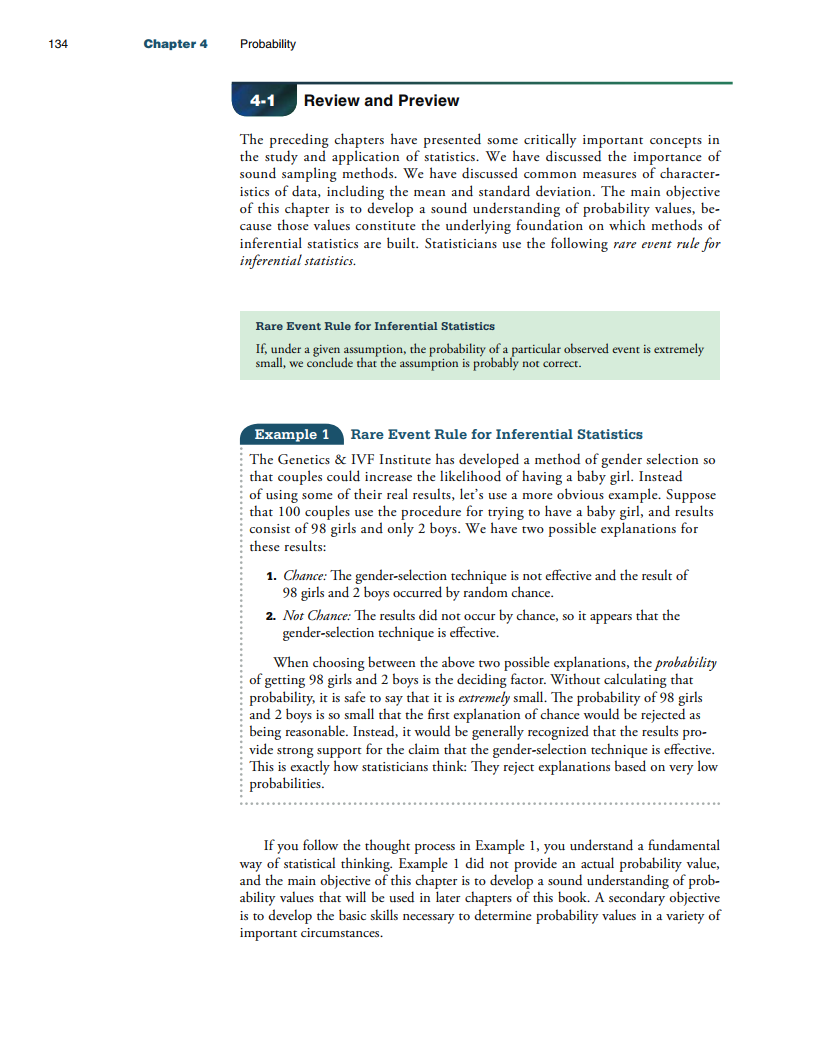 134 Chapter 4 Probability
4-1 Review and Preview
The preceding chapters have presented some critically important concepts in
the study and application of statistics. We have discussed the importance of
sound sampling methods. We have discussed common measures of character-
istics of data, including the mean and standard deviation. The main objective
of this chapter is to develop a sound understanding of probability values, be-
cause those values constitute the underlying foundation on which methods of
inferential statistics are built. Statisticians use the following rare event rule for
inferential statistics.
Rare Event Rule for Inferential Statistics
If, under a given assumption, the probability of a particular observed event is extremely
small, we conclude that the assumption is probably not correct.
Example 1 Rare Event Rule for Inferential Statistics
The Genetics & IVF Institute has developed a method of gender selection so
that couples could increase the likelihood of having a baby girl. Instead
of using some of their real results, let's use a more obvious example. Suppose
that 100 couples use the procedure for trying to have a baby girl, and results
consist of 98 girls and only 2 boys. We have two possible explanations for
these results:
1. Chance: The gender-selection technique is not effective and the result of
98 girls and 2 boys occurred by random chance.
2. Not Chance: The results did not occur by chance, so it appears that the
gender-selection technique is effective.
When choosing between the above two possible explanations, the probability
of getting 98 girls and 2 boys is the deciding factor. Without calculating that
probability, it is safe to say that it is extremely small. The probability of 98 girls
and 2 boys is so small that the first explanation of chance would be rejected as
being reasonable. Instead, it would be generally recognized that the results pro-
vide strong support for the claim that the gender-selection technique is effective.
This is exactly how statisticians think: They reject explanations based on very low
probabilities.
If you follow the thought process in Example 1, you understand a fundamental
way of statistical thinking. Example 1 did not provide an actual probability value,
and the main objective of this chapter is to develop a sound understanding of prob-
ability values that will be used in later chapters of this book. A secondary objective
is to develop the basic skills necessary to determine probability values in a variety of
important circumstances.